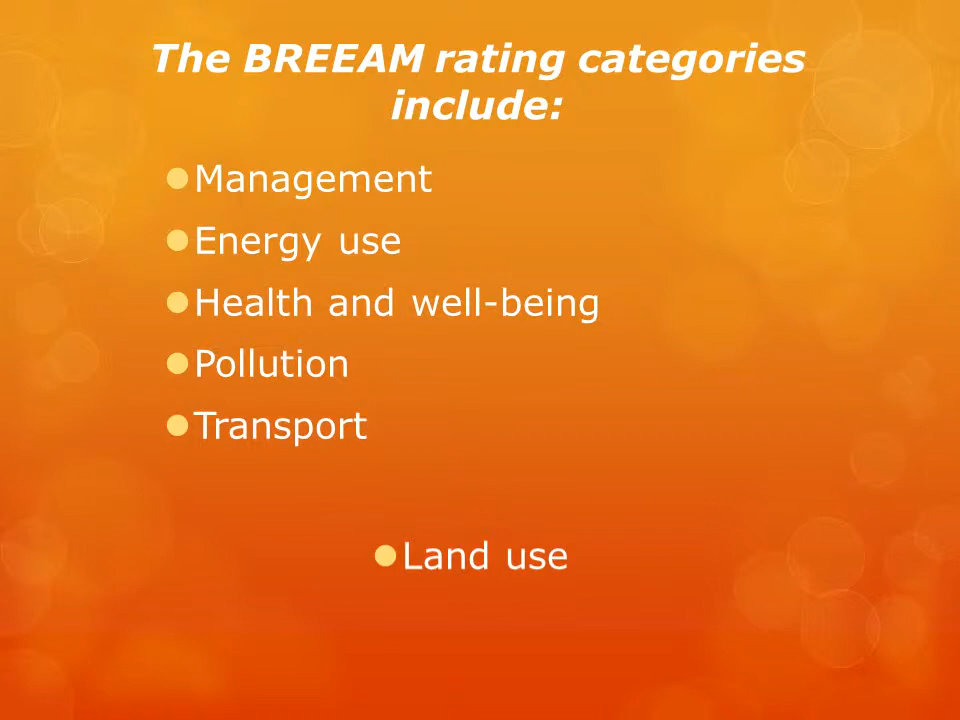 The BREEAM rating categories
include:
Management
Energy use
Health and well-being
Pollution
Transport
Land use